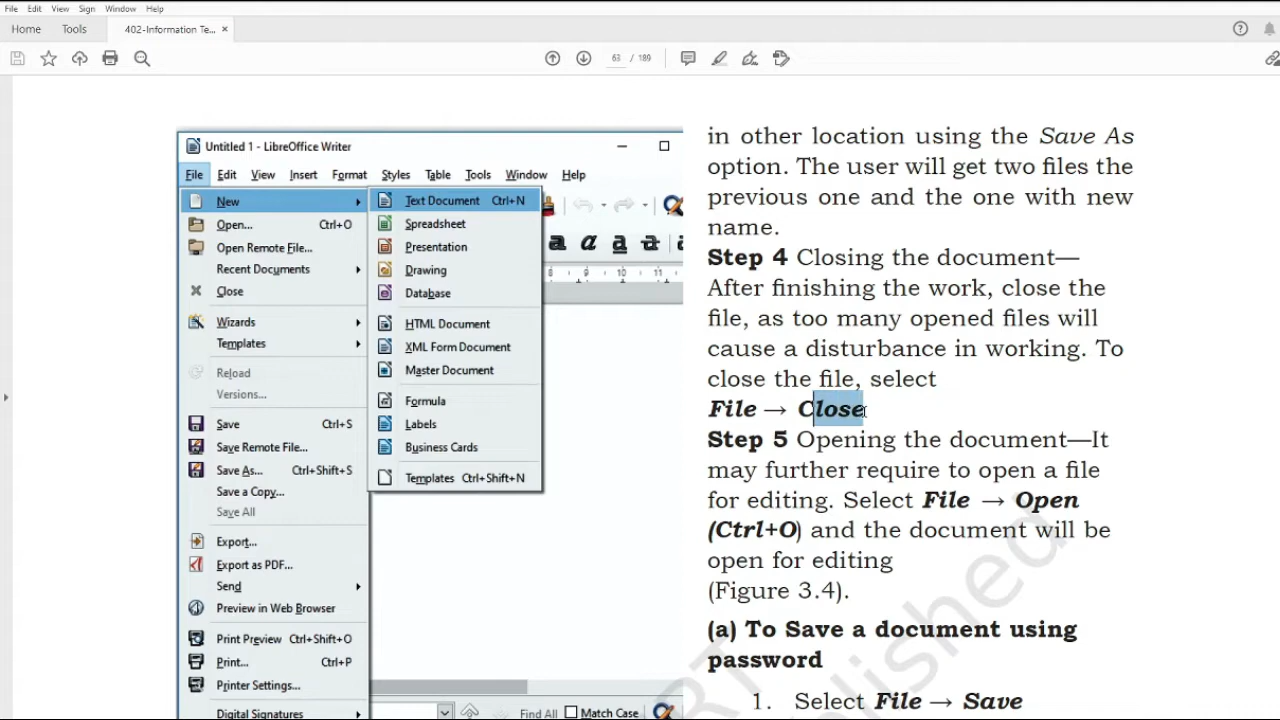 File Edit View Sign Window Help
Home Tools 402-Information Te... ×
63 / 189
Untitled 1 - LibreOffice Writer
File Edit View Insert Format Styles Table Tools Window Help
New
Open... Ctrl+O
Open Remote File...
Recent Documents
Close
Wizards
Templates
Reload
Versions...
Save Ctrl+S
Save Remote File...
Save As... Ctrl+Shift+S
Save a Copy...
Save All
Export...
Export as PDF...
Send
Preview in Web Browser
Print Preview Ctrl+Shift+O
Print... Ctrl+P
Printer Settings...
Digital Signatures
Text Document Ctrl+N
Spreadsheet
Presentation
Drawing
Database
HTML Document
XML Form Document
Master Document
Formula
Labels
Business Cards
Templates Ctrl+Shift+N
8 9 10 11
Find All Match Case
in other location using the Save As
option. The user will get two files the
previous one and the one with new
name.
Step 4 Closing the document—
After finishing the work, close the
file, as too many opened files will
cause a disturbance in working. To
close the file, select
File → Close
Step 5 Opening the document—It
may further require to open a file
for editing. Select File → Open
(Ctrl+O) and the document will be
open for editing
(Figure 3.4).
(a) To Save a document using
password
1. Select File → Save